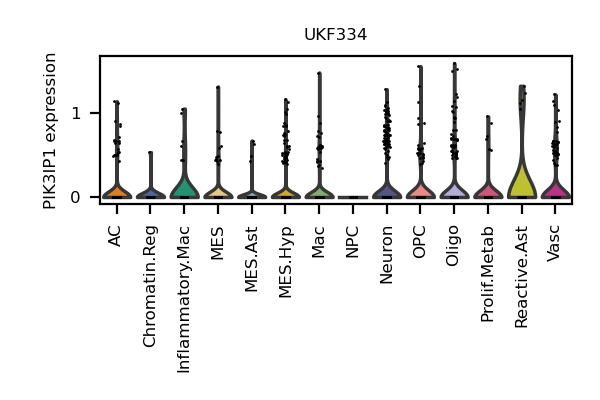 UKF334
PIK3IP1 expression
1
0
AC
Chromatin.Reg
Inflammatory.Mac
MES
MES.Ast
MES.Hyp
Mac
NPC
Neuron
OPC
Oligo
Prolif.Metab
Reactive.Ast
Vasc